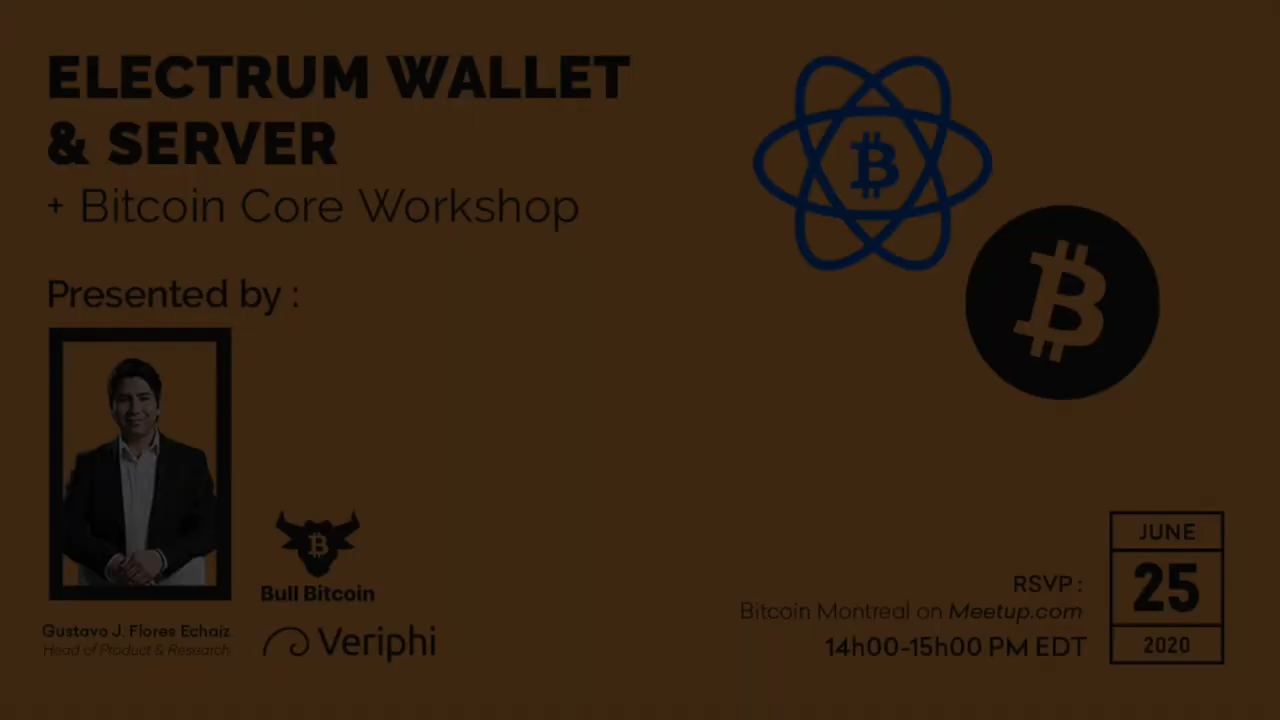 ELECTRUM WALLET
& SERVER
+ Bitcoin Core Workshop
Presented by :
Bull Bitcoin
Gustavo J. Flores Echaiz
Head of Product & Research
Veriphi
RSVP :
Bitcoin Montreal on Meetup.com
14h00-15h00 PM EDT
JUNE
25
2020